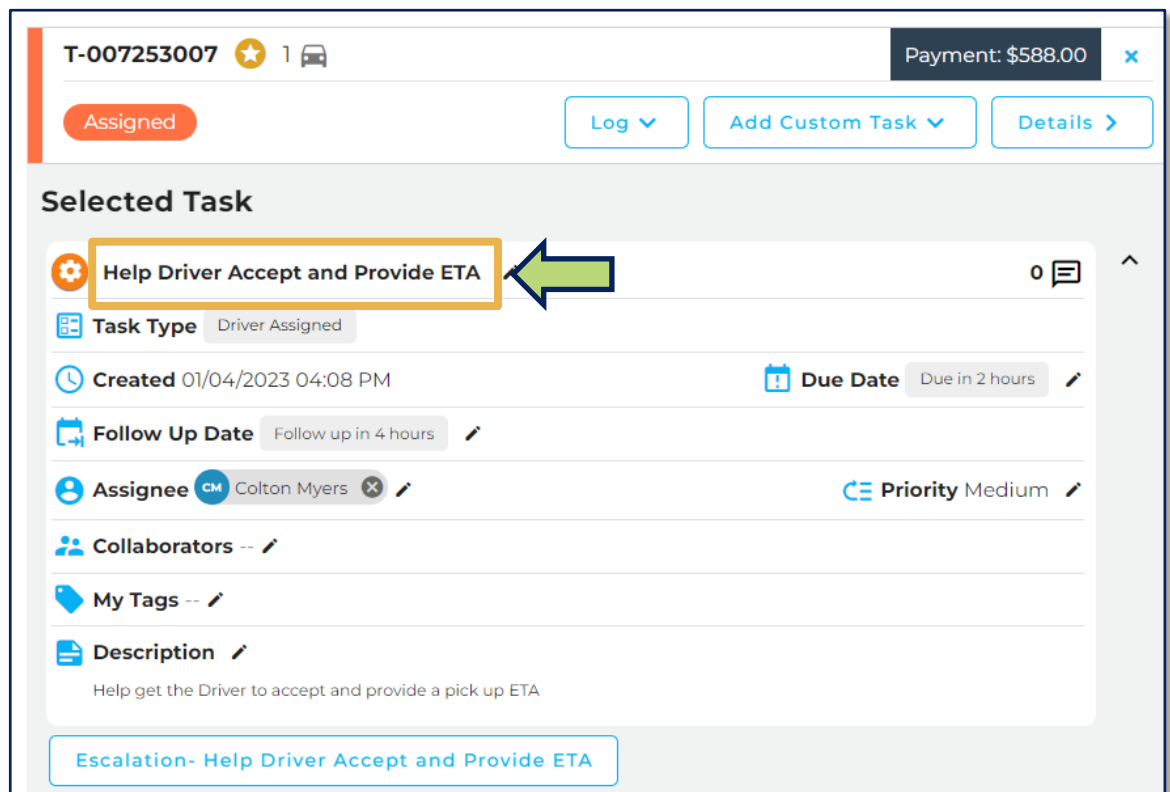 T-007253007 1 Payment: $588.00 ×
Assigned Log Add Custom Task Details
Selected Task
Help Driver Accept and Provide ETA 0
Task Type Driver Assigned
Created 01/04/2023 04:08 PM Due Date Due in 2 hours
Follow Up Date Follow up in 4 hours
Assignee CM Colton Myers Priority Medium
Collaborators --
My Tags --
Description
Help get the Driver to accept and provide a pick up ETA
Escalation- Help Driver Accept and Provide ETA